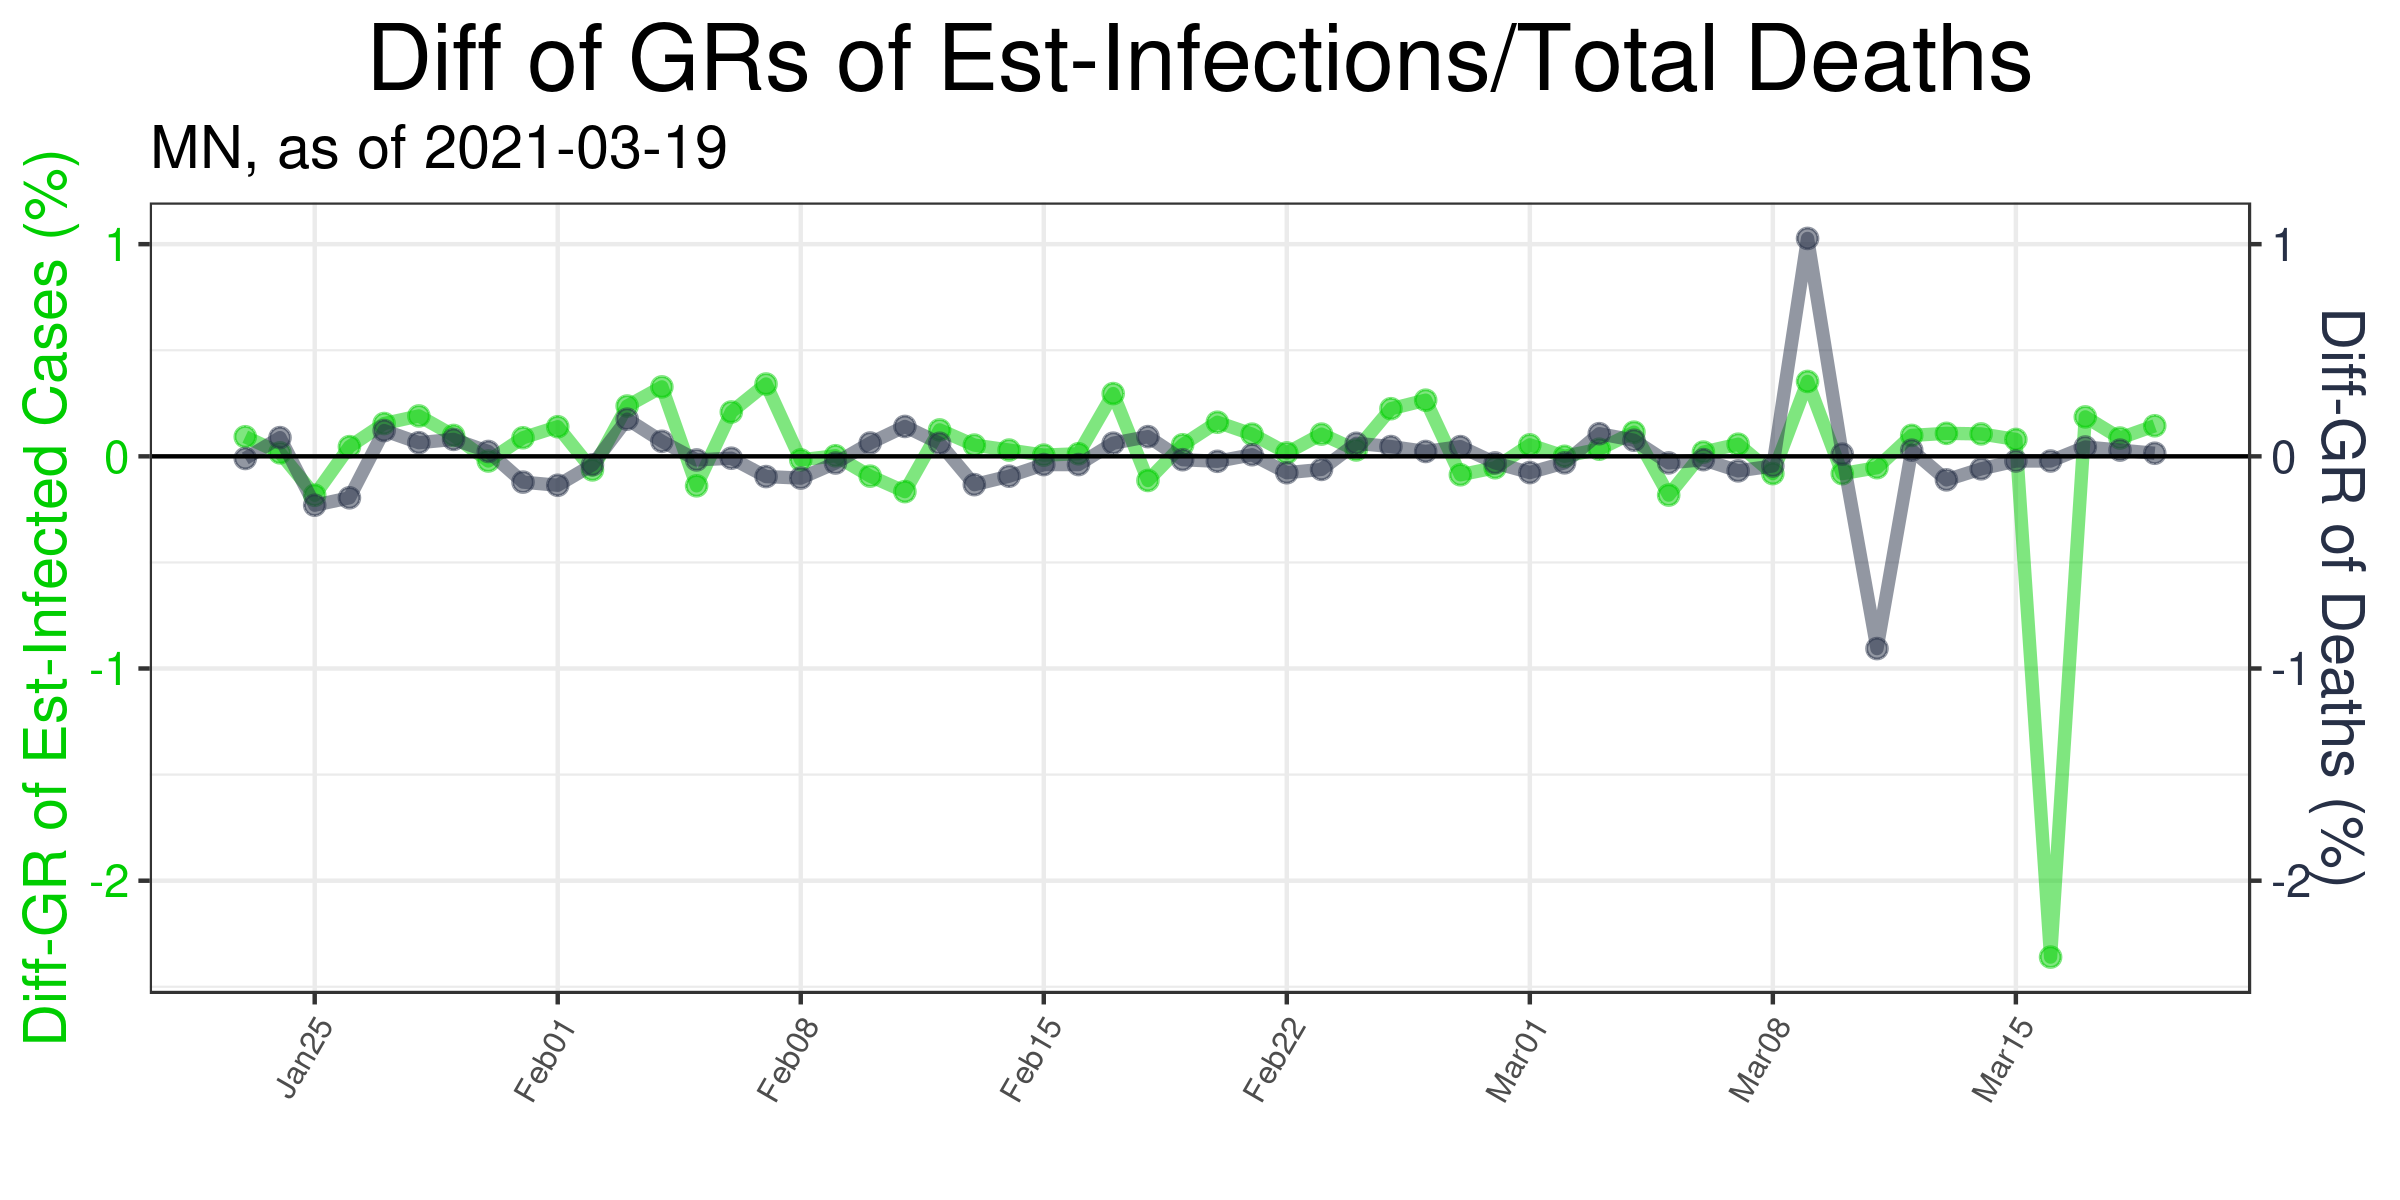 Diff of GRs of Est-Infections/Total Deaths
MN, as of 2021-03-19
Diff-GR of Est-Infected Cases (%)
1
0
-1
-2
1
0
-1
-2
Diff-GR of Deaths (%)
Jan25
Feb01
Feb08
Feb15
Feb22
Mar01
Mar08
Mar15